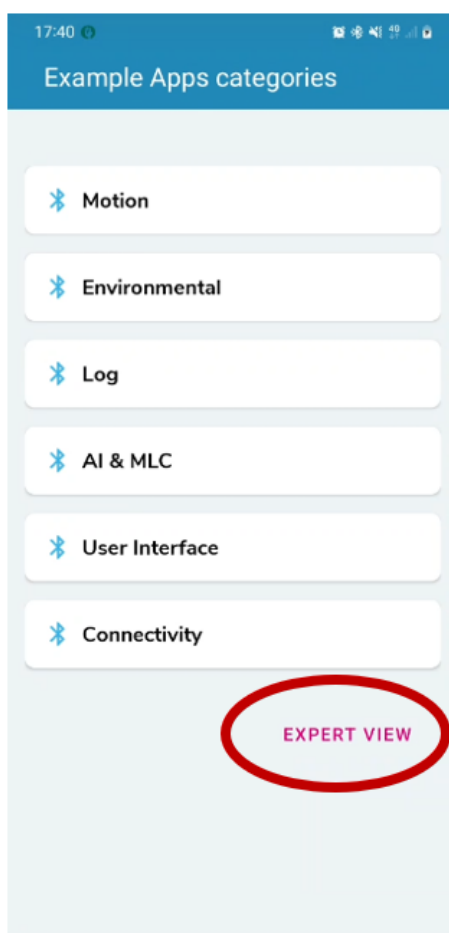 17:40
Example Apps categories
Motion
Environmental
Log
AI & MLC
User Interface
Connectivity
EXPERT VIEW